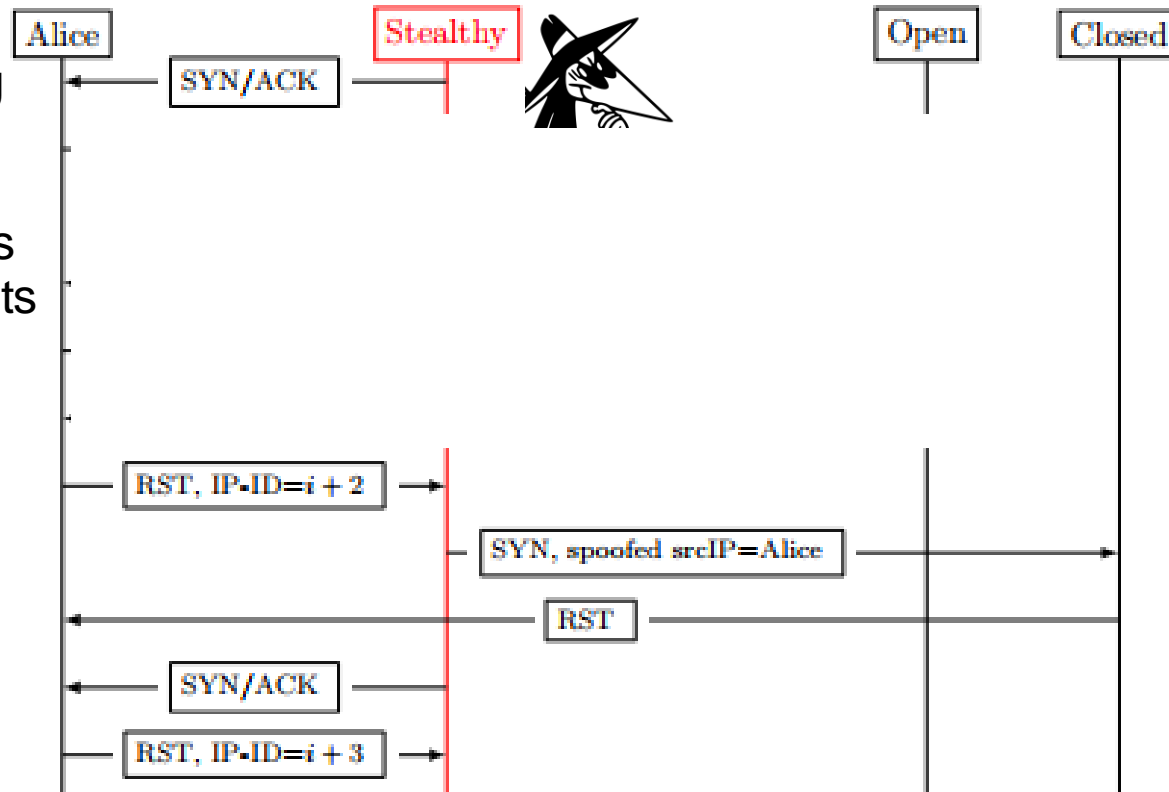 Alice Stealthy Open Closed
SYN/ACK
s
ts
RST, IP-ID=i + 2
SYN, spoofed srcIP=Alice
RST
SYN/ACK
RST, IP-ID=i + 3